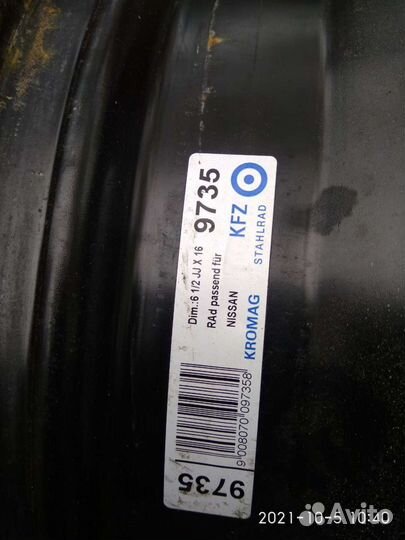 9735
KFZ
STAHLRAD
Dim.:6 1/2 JJ X 16
RAd passend für
NISSAN
KROMAG
9 008070 097358
9735
2021-10-5 10:40
Avito